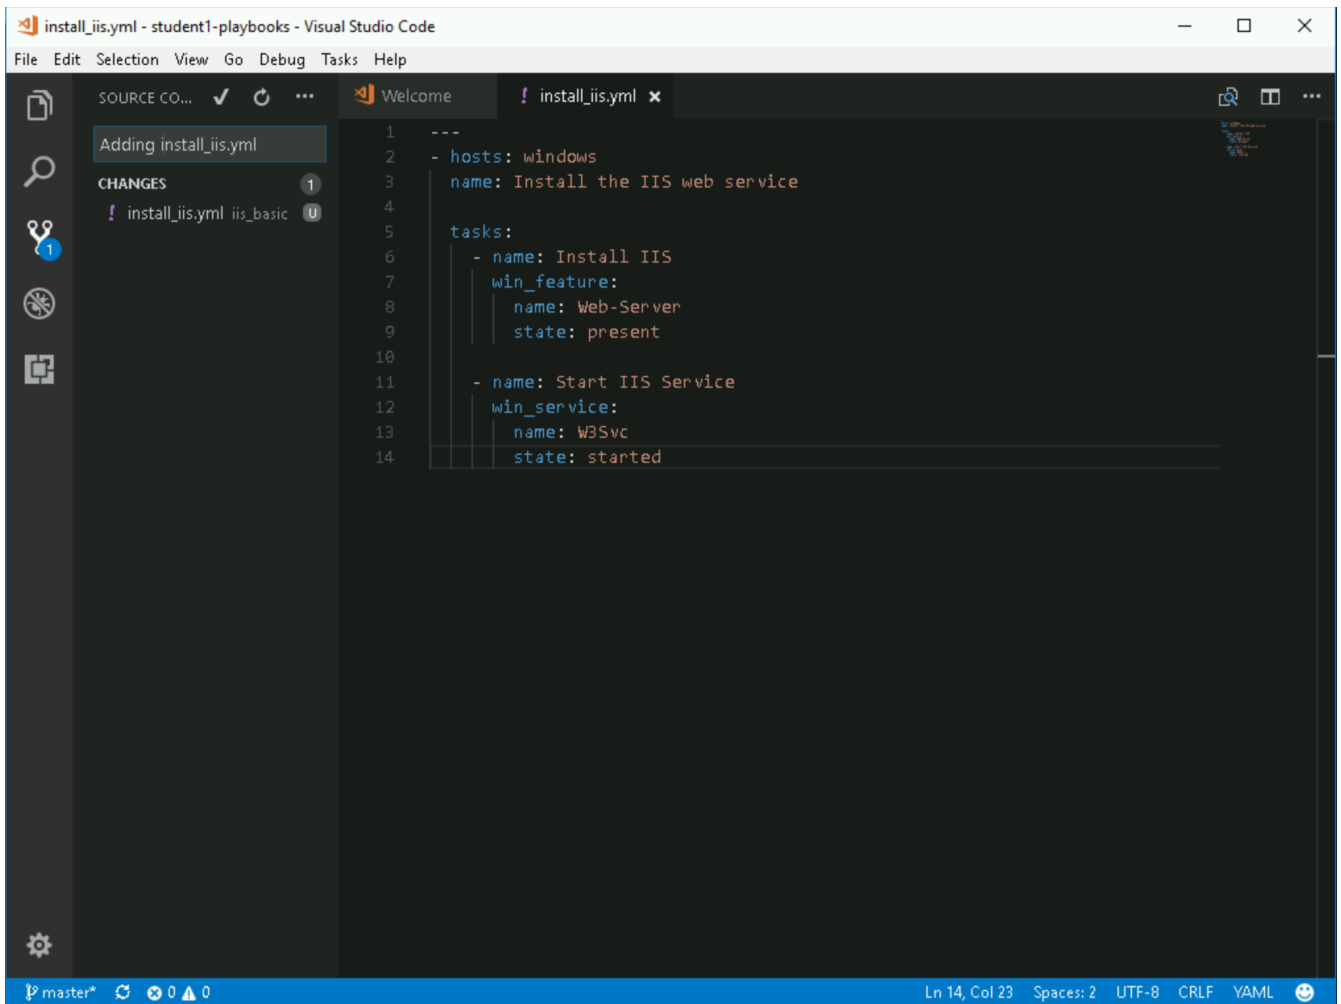 install_iis.yml - student1-playbooks - Visual Studio Code
File Edit Selection View Go Debug Tasks Help
SOURCE CO...
Welcome
install_iis.yml
Adding install_iis.yml
CHANGES 1
! install_iis.yml iis_basic U
1
1 ---
2 - hosts: windows
3 name: Install the IIS web service
4
5 tasks:
6 - name: Install IIS
7 win_feature:
8 name: Web-Server
9 state: present
10
11 - name: Start IIS Service
12 win_service:
13 name: W3Svc
14 state: started
master* 0 0 Ln 14, Col 23 Spaces: 2 UTF-8 CRLF YAML